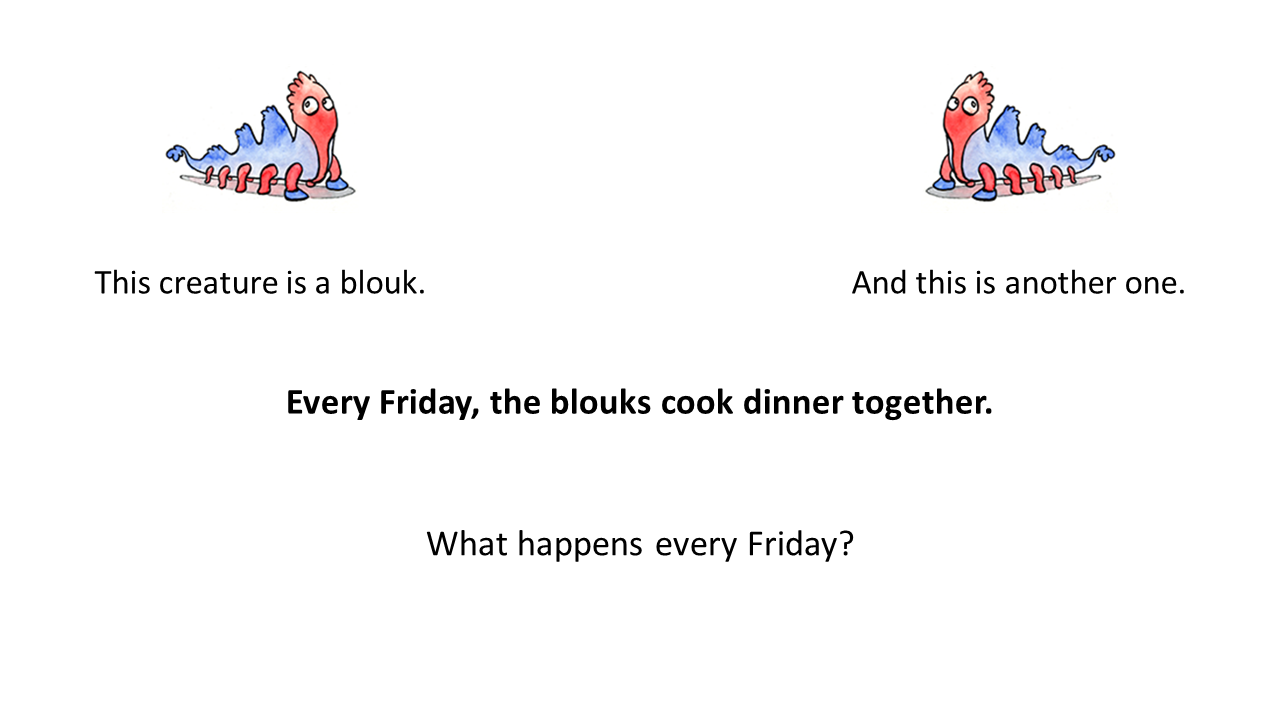 This creature is a blouk.
And this is another one.
Every Friday, the blouks cook dinner together.
What happens every Friday?